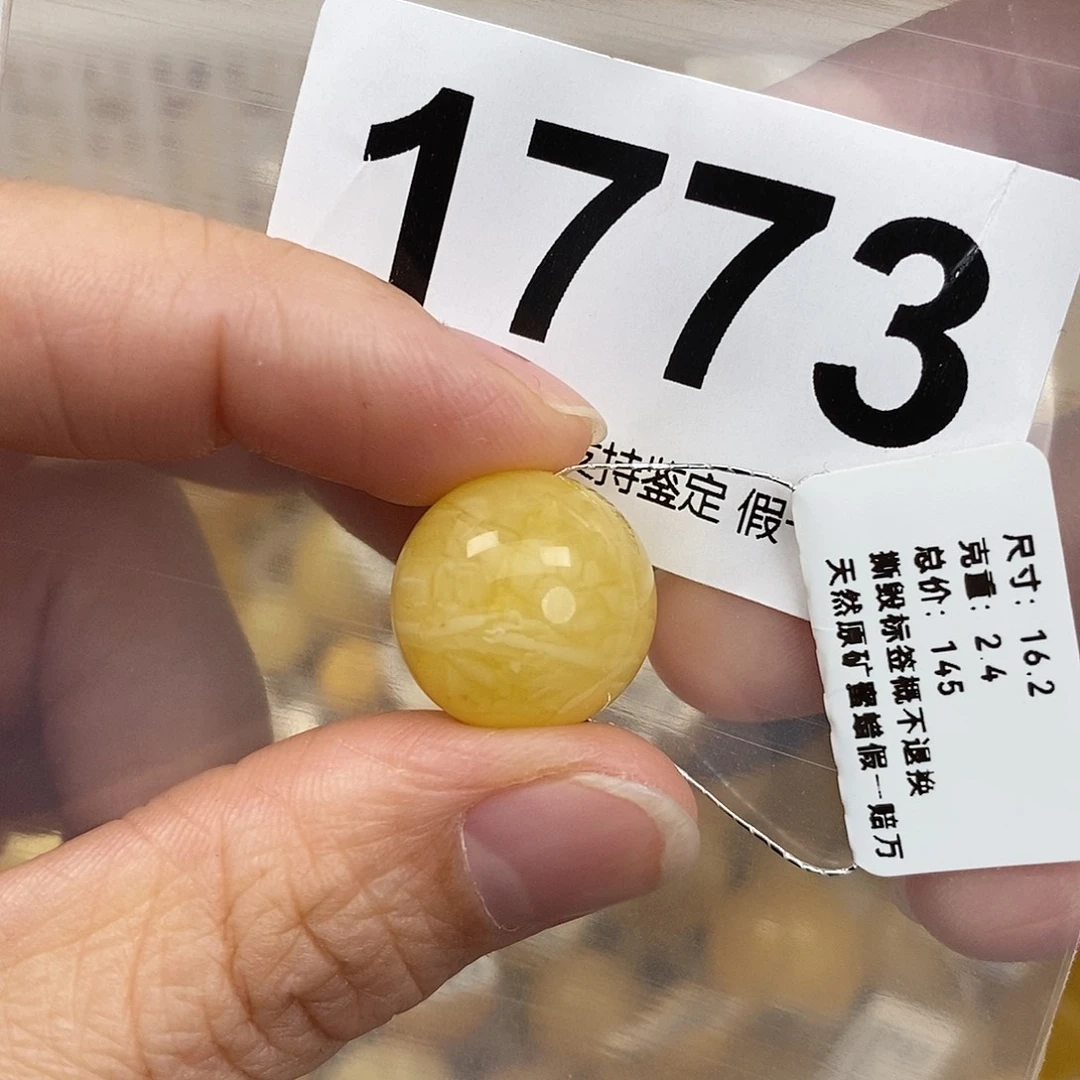 1773
支持鉴定 假一
尺寸: 16.2
克重: 2.4
总价: 145
撕毁标签概不退换
天然原矿蜜蜡假一赔万